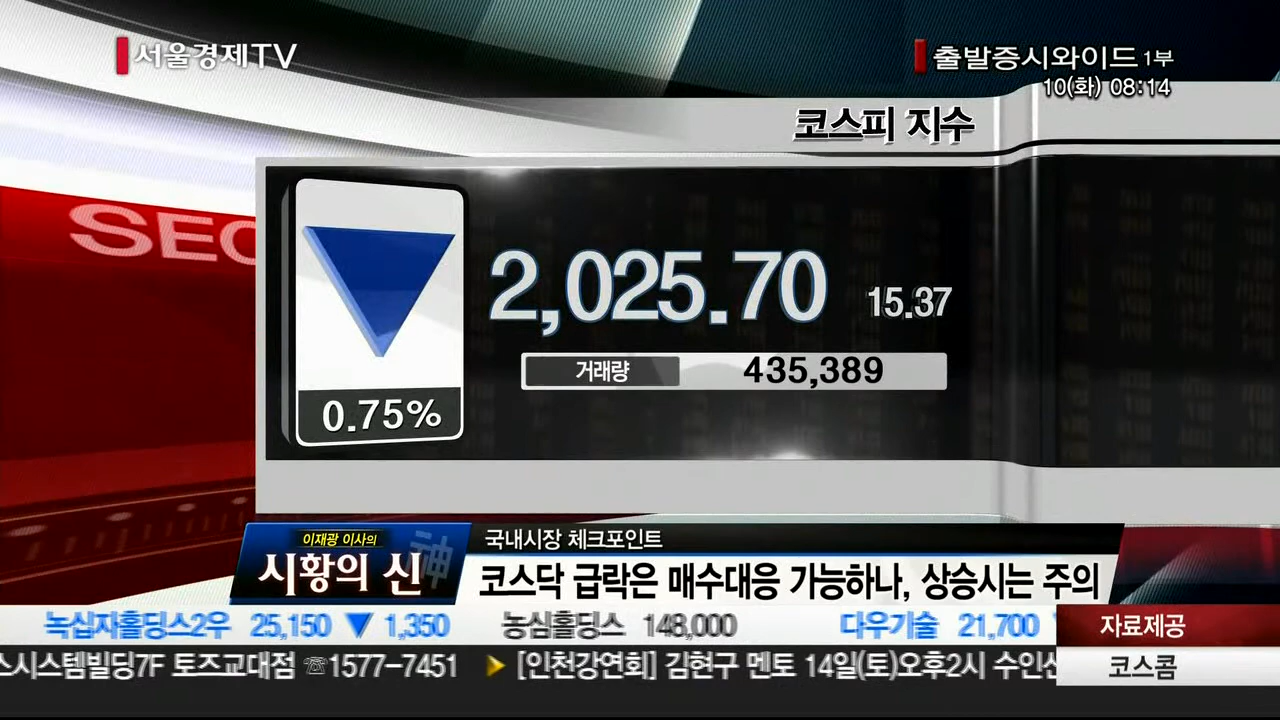 서울경제TV
출발증시와이드 1부
10(화) 08:14
코스피 지수
SEO
2,025.70 15.37
거래량 435,389
0.75%
이재광 이사의
시황의 신 神
국내시장 체크포인트
코스닥 급락은 매수대응 가능하나, 상승시는 주의
녹십자홀딩스2우 25,150 ▼ 1,350 농심홀딩스 148,000 다우기술 21,700
자료제공
스시스템빌딩7F 토즈교대점 ☏1577-7451 ▶ [인천강연회] 김현구 멘토 14일(토)오후2시 수인산
코스콤